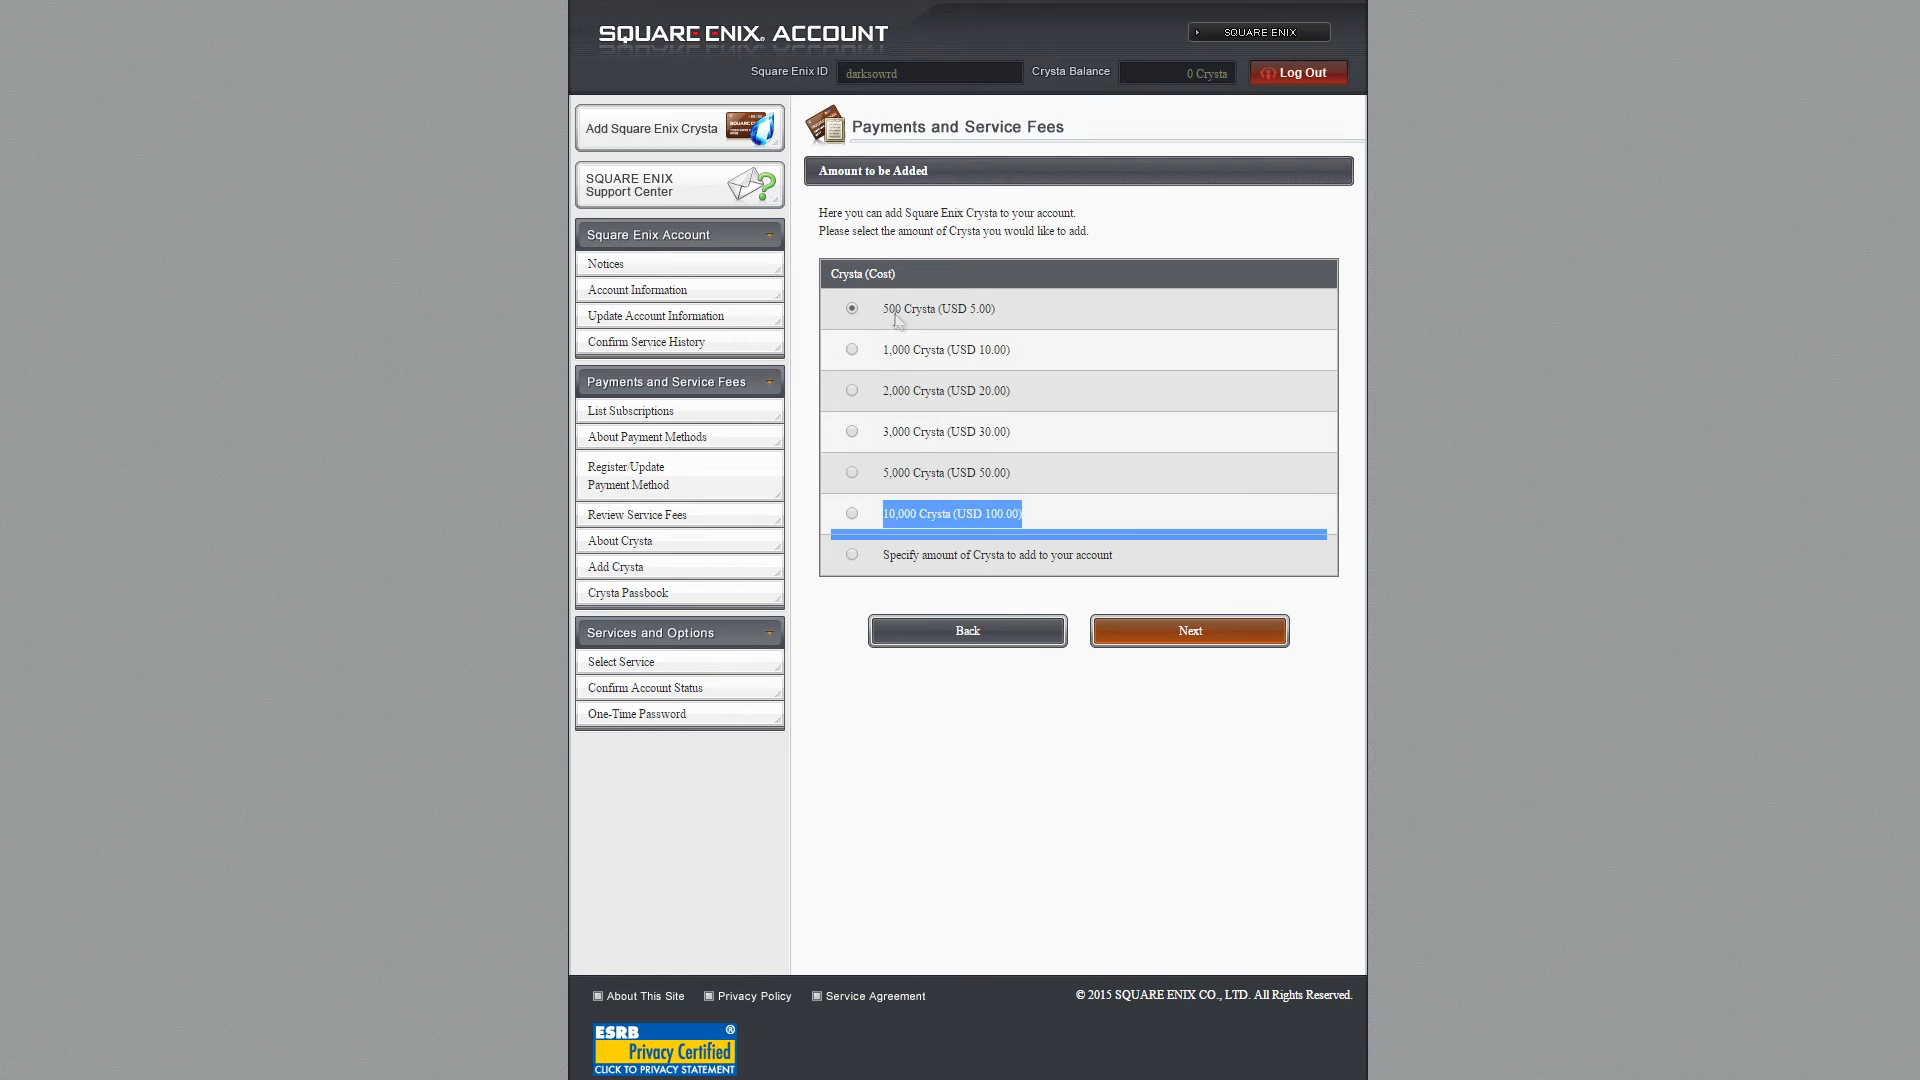 SQUARE ENIX. ACCOUNT
SQUARE ENIX
Square Enix ID
darksowrd
Crysta Balance
0 Crysta
Log Out
Add Square Enix Crysta
SQUARE ENIX
Support Center
Square Enix Account
Notices
Account Information
Update Account Information
Confirm Service History
Payments and Service Fees
List Subscriptions
About Payment Methods
Register/Update
Payment Method
Review Service Fees
About Crysta
Add Crysta
Crysta Passbook
Services and Options
Select Service
Confirm Account Status
One-Time Password
Payments and Service Fees
Amount to be Added
Here you can add Square Enix Crysta to your account.
Please select the amount of Crysta you would like to add.
Crysta (Cost)
500 Crysta (USD 5.00)
1,000 Crysta (USD 10.00)
2,000 Crysta (USD 20.00)
3,000 Crysta (USD 30.00)
5,000 Crysta (USD 50.00)
10,000 Crysta (USD 100.00)
Specify amount of Crysta to add to your account
Back
Next
About This Site
Privacy Policy
Service Agreement
© 2015 SQUARE ENIX CO., LTD. All Rights Reserved.
ESRB ®
Privacy Certified
CLICK TO PRIVACY STATEMENT